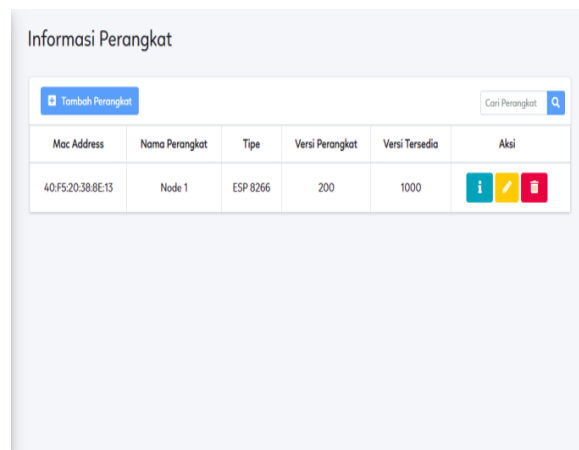 Informasi Perangkat
Tambah Perangkat
Cari Perangkat
Mac Address Nama Perangkat Tipe Versi Perangkat Versi Tersedia Aksi
40:F5:20:38:8E:13 Node 1 ESP 8266 200 1000